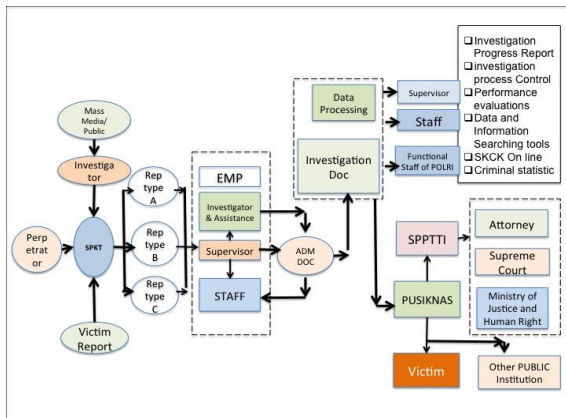 Mass
Media/
Public
Investiga
tor
Perp
etrat
or
SPKT
Victim
Report
Rep
type
A
Rep
type
B
Rep
type
C
EMP
Investigator
& Assistance
Supervisor
STAFF
ADM
DOC
Data
Processing
Investigation
Doc
Supervisor
Staff
Functional
Staff of POLRI
❑Investigation
Progress Report
❑investigation
process Control
❑Performance
evaluations
❑Data and
Information
Searching tools
❑SKCK On line
❑Criminal statistic
SPPTTI
PUSIKNAS
Victim
Attorney
Supreme
Court
Ministry of
Justice and
Human Right
Other PUBLIC
Institution